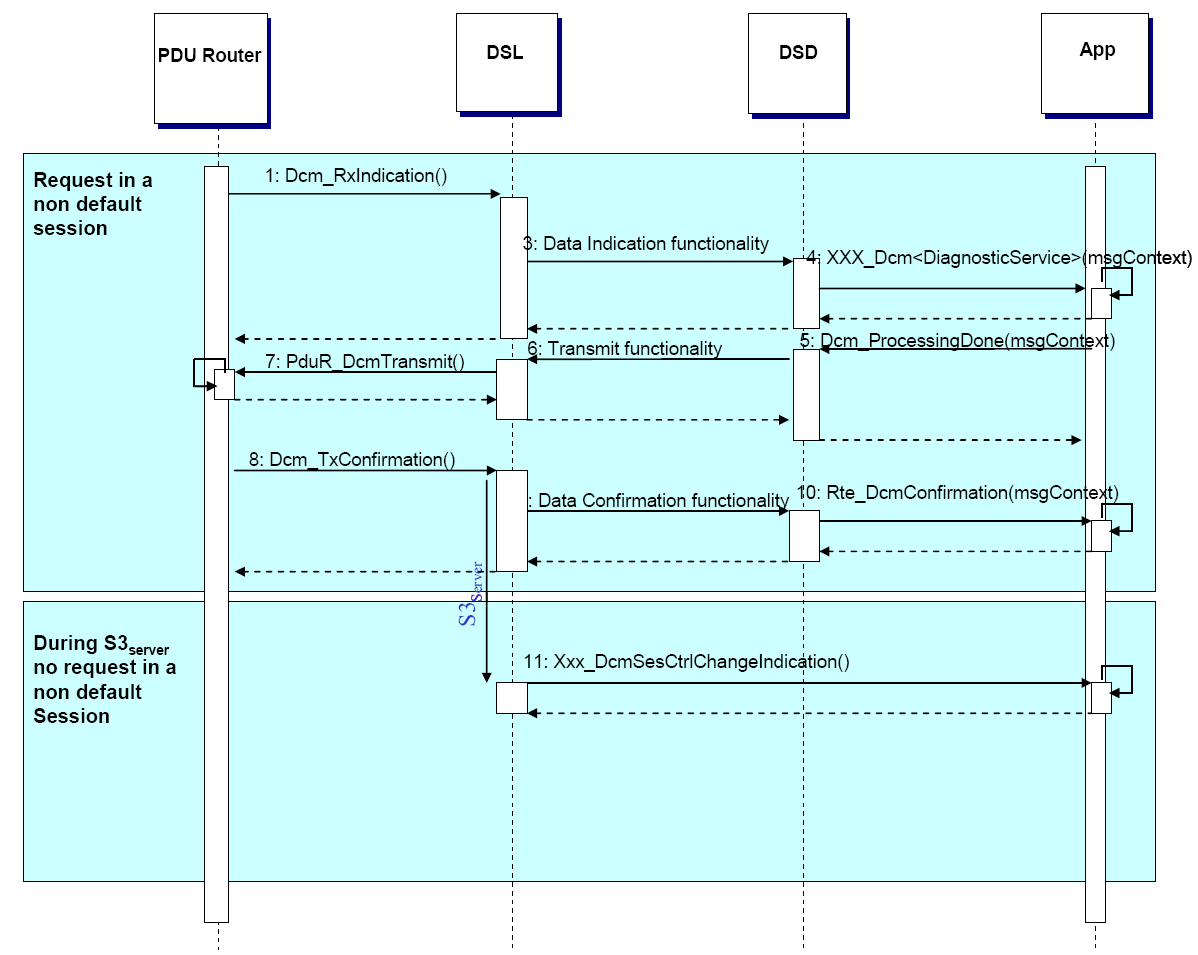 PDU Router
DSL
DSD
App
Request in a
non default
session
1: Dcm_RxIndication()
3: Data Indication functionality
4: XXX_Dcm<DiagnosticService>(msgContext)
5: Dcm_ProcessingDone(msgContext)
6: Transmit functionality
7: PduR_DcmTransmit()
8: Dcm_TxConfirmation()
: Data Confirmation functionality
10: Rte_DcmConfirmation(msgContext)
S3Server
During S3server
no request in a
non default
Session
11: Xxx_DcmSesCtrlChangeIndication()